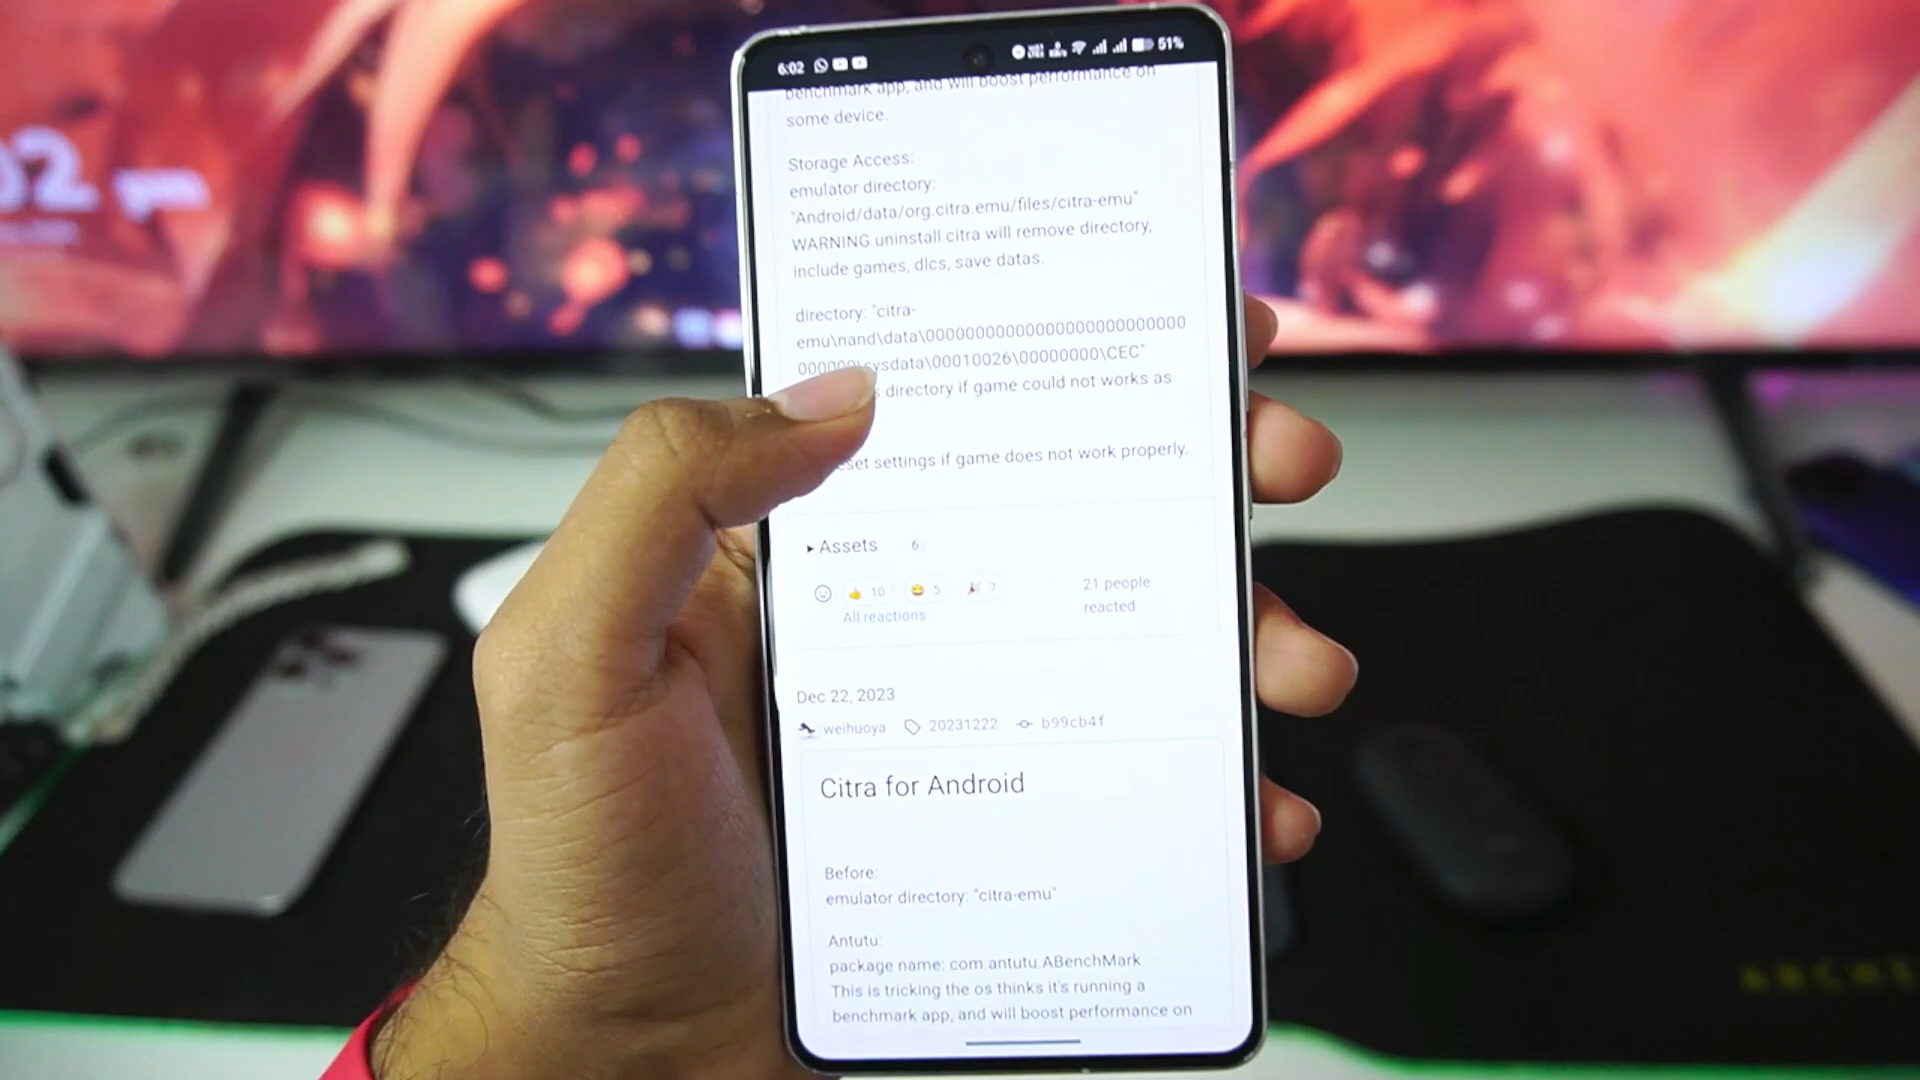 6:02
51%
benchmark app, and will boost performance on
some device.
Storage Access:
emulator directory:
"Android/data/org.citra.emu/files/citra-emu"
WARNING uninstall citra will remove directory,
include games, dlcs, save datas.
directory: "citra-
emu\nand\data\00000000000000000000000000
000000\sysdata\00010026\00000000\CEC"
directory if game could not works as
settings if game does not work properly.
Assets 6
10 5 7
21 people
reacted
All reactions
Dec 22, 2023
weihuoya 20231222 b99cb4f
Citra for Android
Before:
emulator directory: "citra-emu"
Antutu:
package name: com.antutu.ABenchMark
This is tricking the os thinks it's running a
benchmark app, and will boost performance on